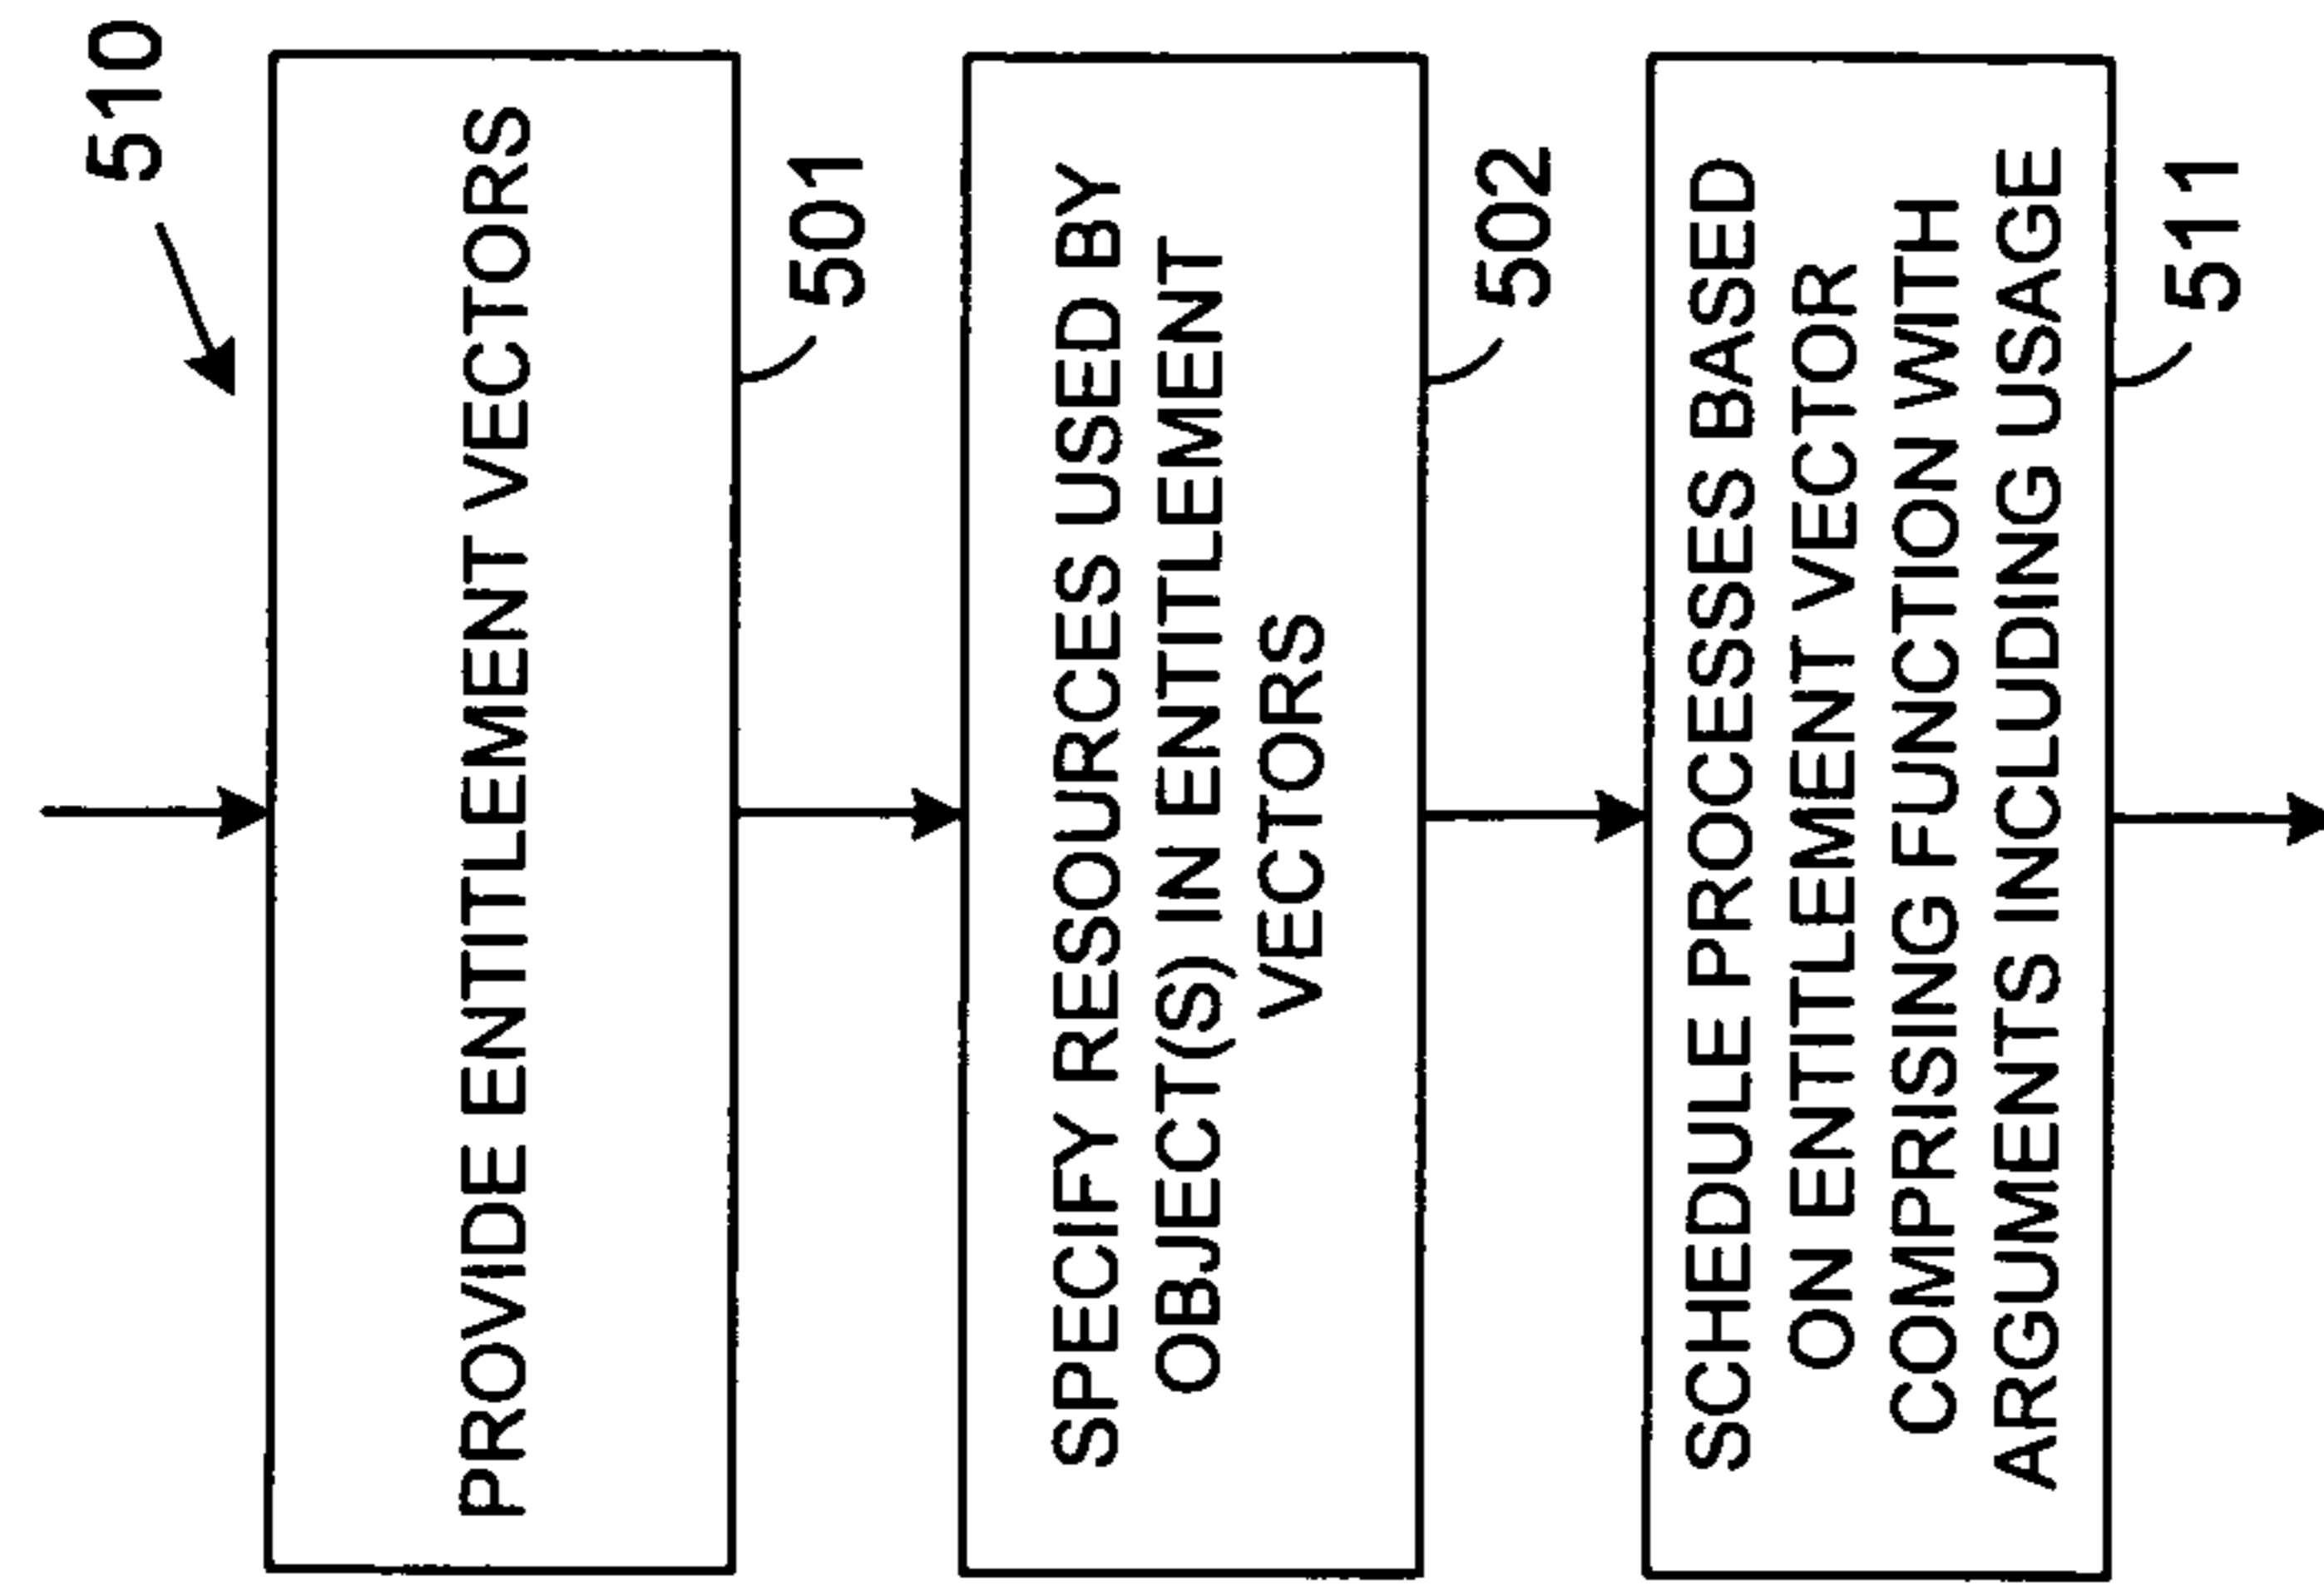 510
PROVIDE ENTITLEMENT VECTORS
501
SPECIFY RESOURCES USED BY
OBJECT(S) IN ENTITLEMENT
VECTORS
502
SCHEDULE PROCESSES BASED
ON ENTITLEMENT VECTOR
COMPRISING FUNCTION WITH
ARGUMENTS INCLUDING USAGE
511